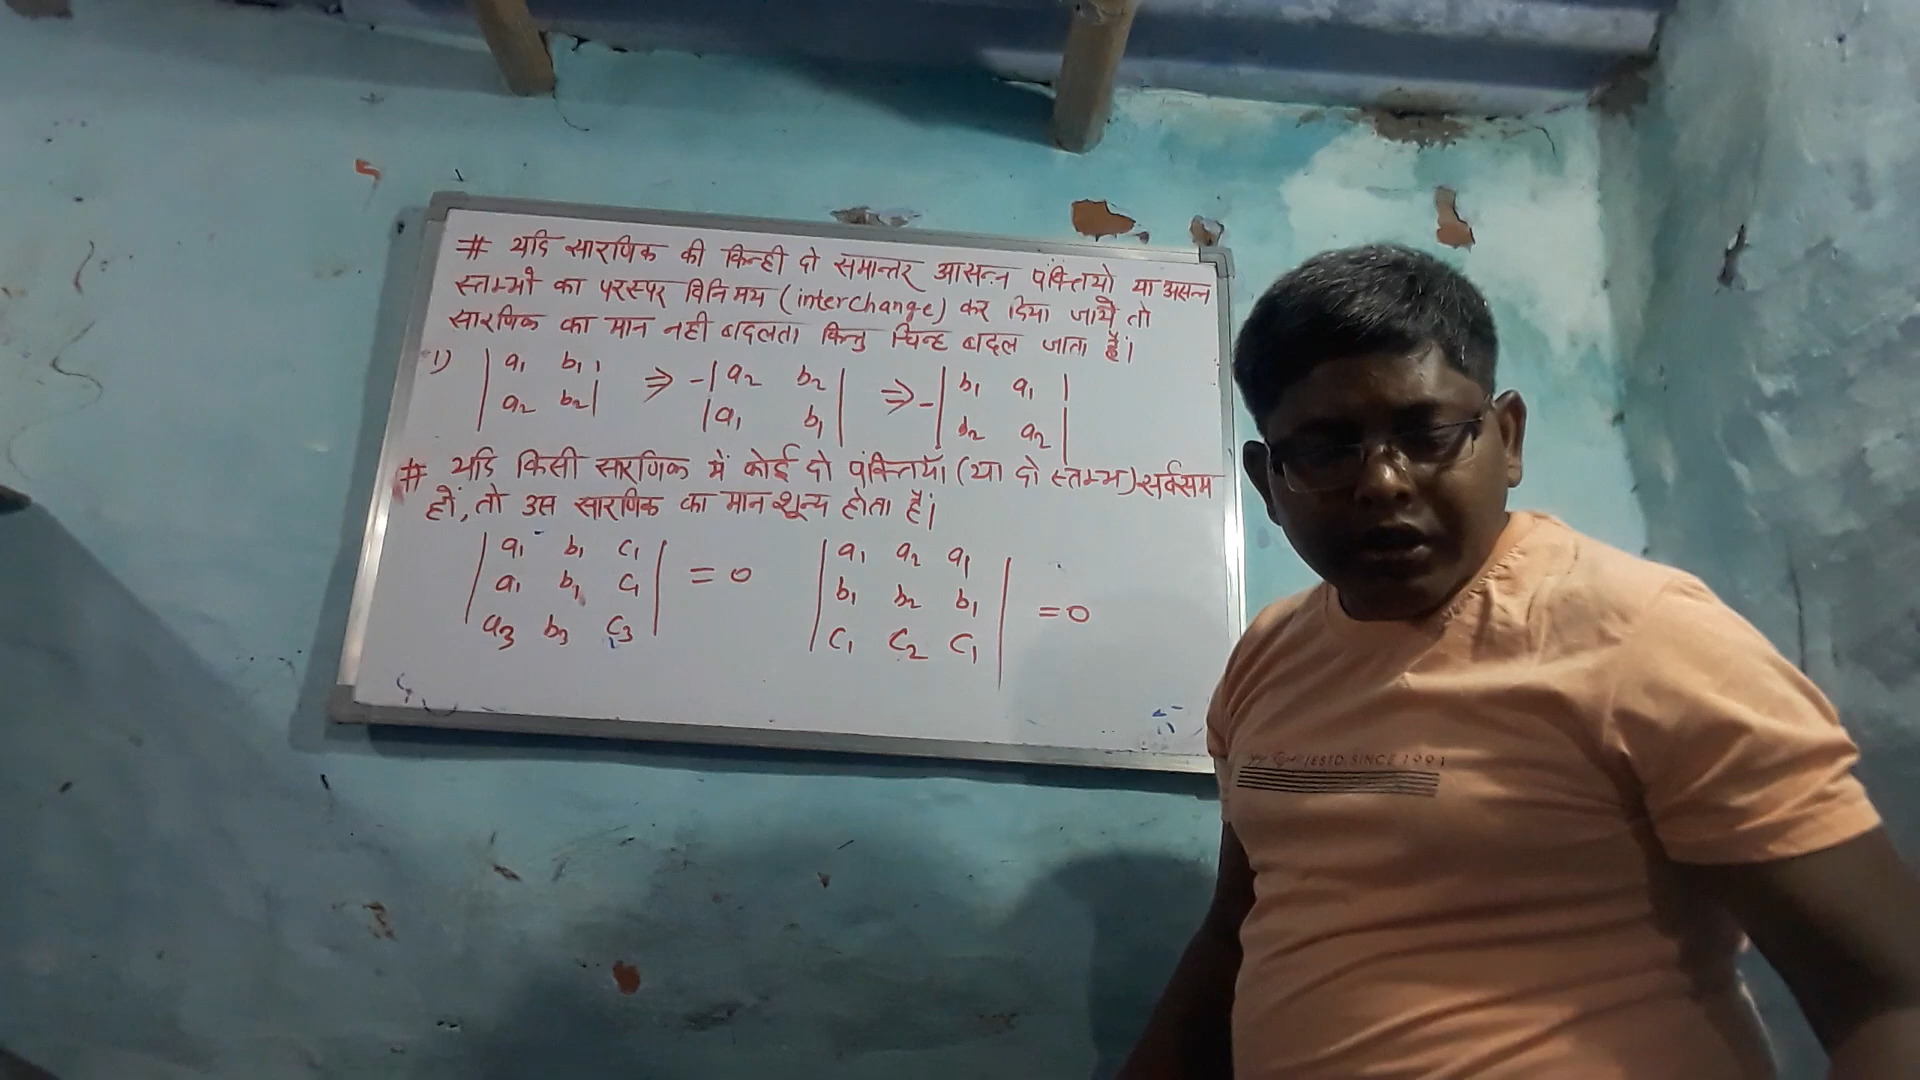 # यदि सारणिक की किन्ही दो समान्तर आसन्न पंक्तियो या असन्न
स्तम्भों का परस्पर विनिमय (interchange) कर दिया जाये तो
सारणिक का मान नही बदलता किन्तु चिन्ह बदल जाता है।
1) | a₁ b₁ | ⇒ -| a₂ b₂ | ⇒ -| b₁ a₁ |
| a₂ b₂ | | a₁ b₁ | | b₂ a₂ |
# यदि किसी सारणिक में कोई दो पंक्तियाँ (या दो स्तम्भ) सर्वसम
हों, तो उस सारणिक का मान शून्य होता है।
| a₁ b₁ c₁ | | a₁ a₂ a₁ |
| a₁ b₁ c₁ | = 0 | b₁ b₂ b₁ | = 0
| a₃ b₃ c₃ | | c₁ c₂ c₁ |
ESTD. SINCE 1991